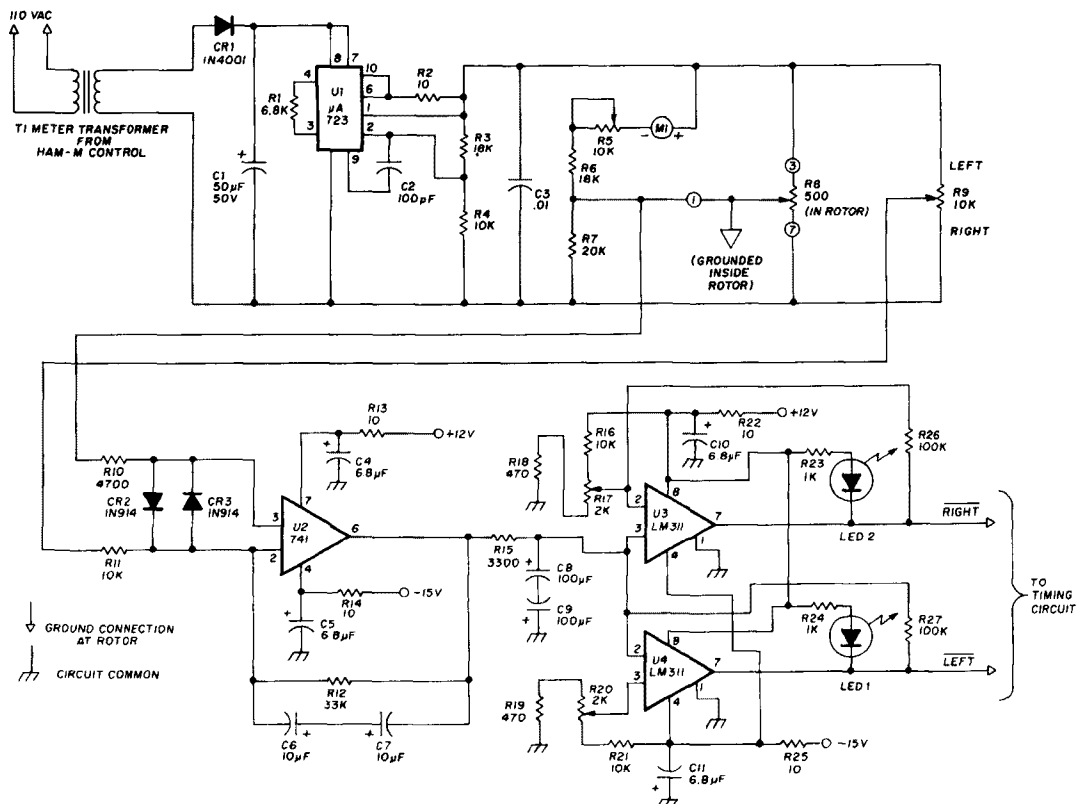 110 VAC
T1 METER TRANSFORMER
FROM
HAM-M CONTROL
CR1
1N4001
C1
50µF
50V
+
R1
6.8K
4
3
8
7
U1
µA
723
10
6
1
2
9
R2
10
C2
100pF
R3
18K
R4
10K
C3
.01
R5
10K
- M1 +
R6
18K
R7
20K
1
(GROUNDED
INSIDE
ROTOR)
3
R8
500
(IN ROTOR)
7
LEFT
R9
10K
RIGHT
R10
4700
CR2
1N914
CR3
1N914
R11
10K
R13
10
+12V
+
C4
6.8µF
7
3
2
U2
741
6
4
R14
10
-15V
+
C5
6.8µF
R12
33K
C6
10µF
+
+
C7
10µF
GROUND CONNECTION
AT ROTOR
CIRCUIT COMMON
R15
3300
+
C8
100µF
C9
100µF
+
R18
470
R16
10K
R17
2K
+
C10
6.8µF
R22
10
+12V
2
3
8
U3
LM311
7
1
4
R23
1K
LED 2
R26
100K
RIGHT
R19
470
R20
2K
R21
10K
2
3
8
U4
LM311
7
1
4
+
C11
6.8µF
R25
10
-15V
R24
1K
LED 1
R27
100K
LEFT
TO
TIMING
CIRCUIT